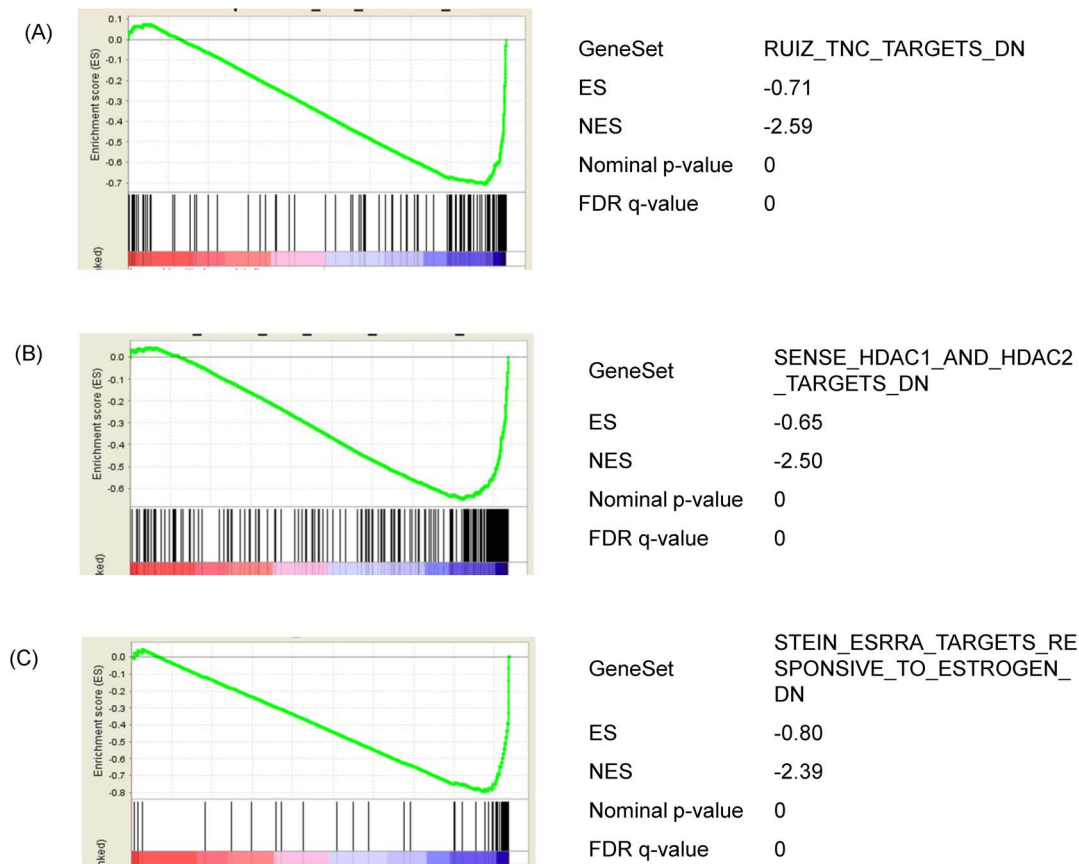 (A)
Enrichment score (ES)
0.1
0.0
-0.1
-0.2
-0.3
-0.4
-0.5
-0.6
-0.7
ked)
GeneSet RUIZ_TNC_TARGETS_DN
ES -0.71
NES -2.59
Nominal p-value 0
FDR q-value 0
(B)
Enrichment score (ES)
0.0
-0.1
-0.2
-0.3
-0.4
-0.5
-0.6
ked)
GeneSet SENSE_HDAC1_AND_HDAC2
_TARGETS_DN
ES -0.65
NES -2.50
Nominal p-value 0
FDR q-value 0
(C)
Enrichment score (ES)
0.0
-0.1
-0.2
-0.3
-0.4
-0.5
-0.6
-0.7
-0.8
nked)
GeneSet STEIN_ESRRA_TARGETS_RE
SPONSIVE_TO_ESTROGEN_
DN
ES -0.80
NES -2.39
Nominal p-value 0
FDR q-value 0